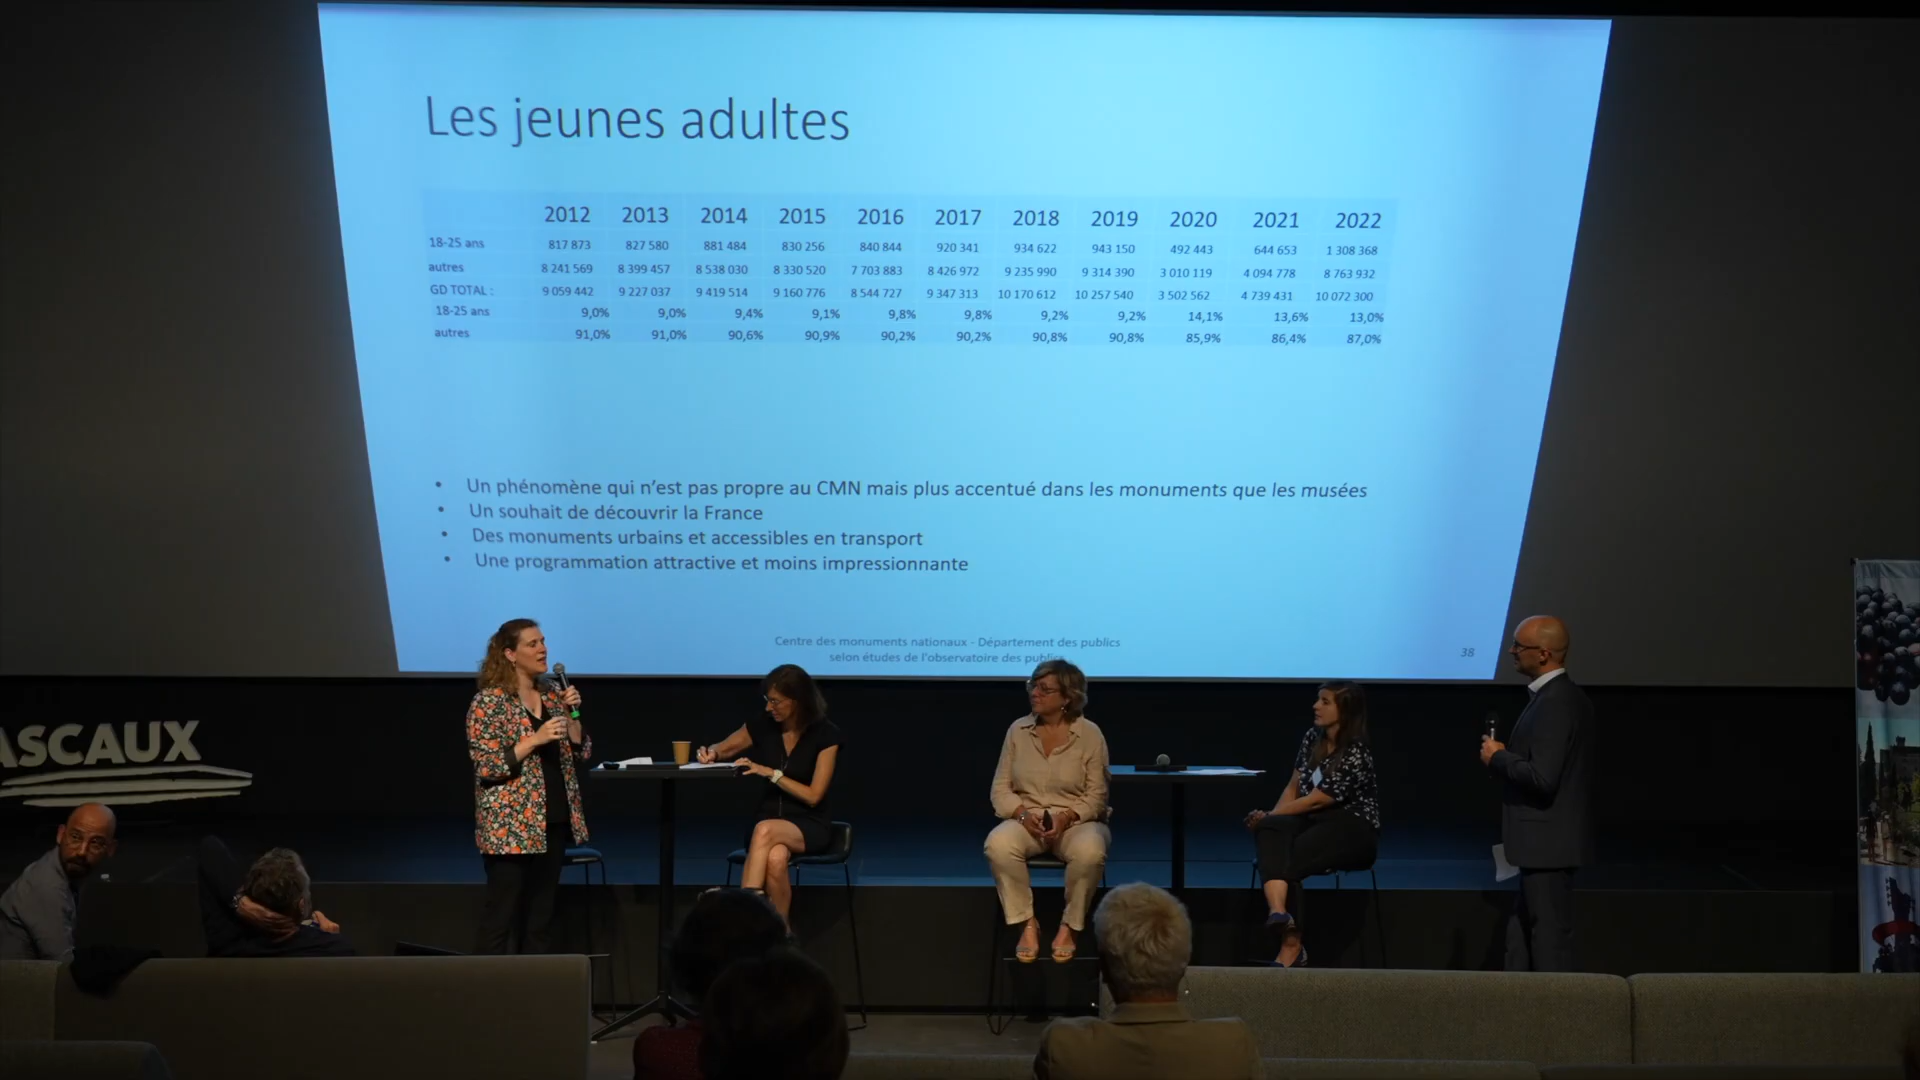 Les jeunes adultes
2012 2013 2014 2015 2016 2017 2018 2019 2020 2021 2022
18-25 ans 817 873 827 580 881 484 830 256 840 844 920 341 934 622 943 150 492 443 644 653 1 308 368
autres 8 241 569 8 399 457 8 538 030 8 330 520 7 703 883 8 426 972 9 235 990 9 314 390 3 010 119 4 094 778 8 763 932
GD TOTAL : 9 059 442 9 227 037 9 419 514 9 160 776 8 544 727 9 347 313 10 170 612 10 257 540 3 502 562 4 739 431 10 072 300
18-25 ans 9,0% 9,0% 9,4% 9,1% 9,8% 9,8% 9,2% 9,2% 14,1% 13,6% 13,0%
autres 91,0% 91,0% 90,6% 90,9% 90,2% 90,2% 90,8% 90,8% 85,9% 86,4% 87,0%
• Un phénomène qui n'est pas propre au CMN mais plus accentué dans les monuments que les musées
• Un souhait de découvrir la France
• Des monuments urbains et accessibles en transport
• Une programmation attractive et moins impressionnante
Centre des monuments nationaux - Département des publics
selon études de l'observatoire des publics
38
ASCAUX